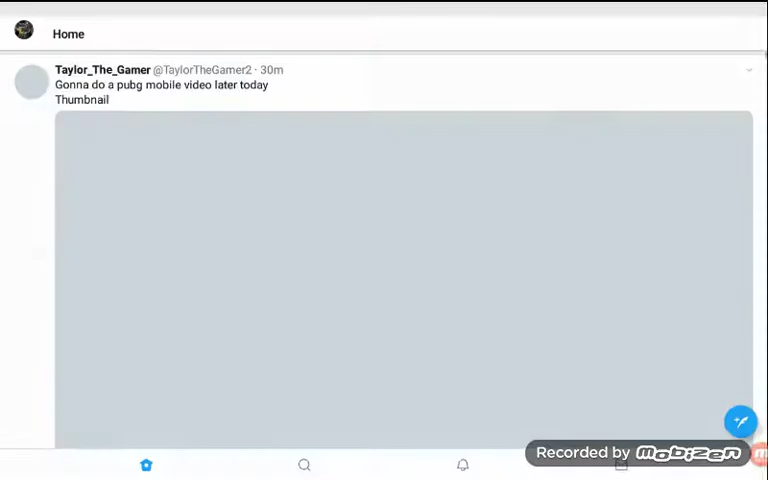 Home
Taylor_The_Gamer @TaylorTheGamer2 · 30m
Gonna do a pubg mobile video later today
Thumbnail
Recorded by mobizen